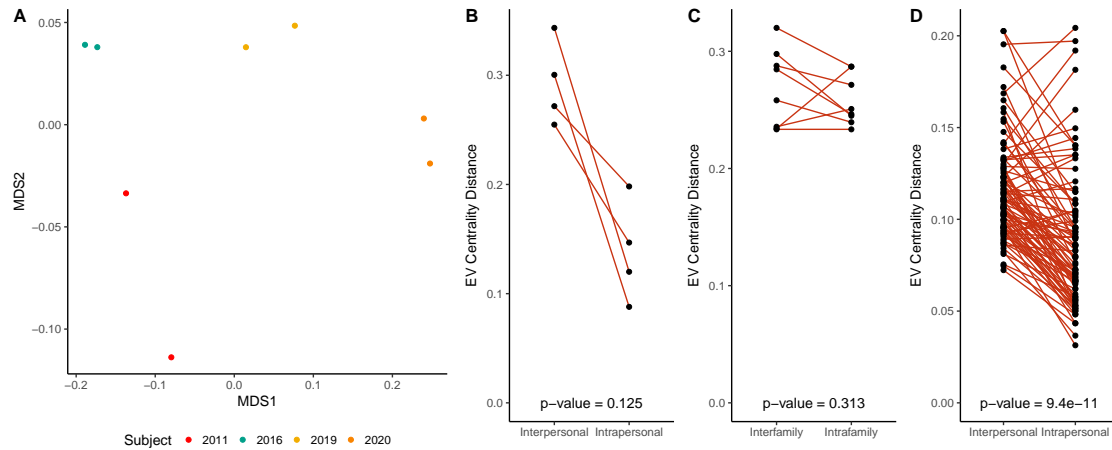 A
0.05
0.00
−0.05
−0.10
MDS2
−0.2 −0.1 0.0 0.1 0.2
MDS1
Subject 2011 2016 2019 2020
B
EV Centrality Distance
0.3
0.2
0.1
0.0
p−value = 0.125
Interpersonal Intrapersonal
C
EV Centrality Distance
0.3
0.2
0.1
0.0
p−value = 0.313
Interfamily Intrafamily
D
EV Centrality Distance
0.20
0.15
0.10
0.05
0.00
p−value = 9.4e−11
Interpersonal Intrapersonal